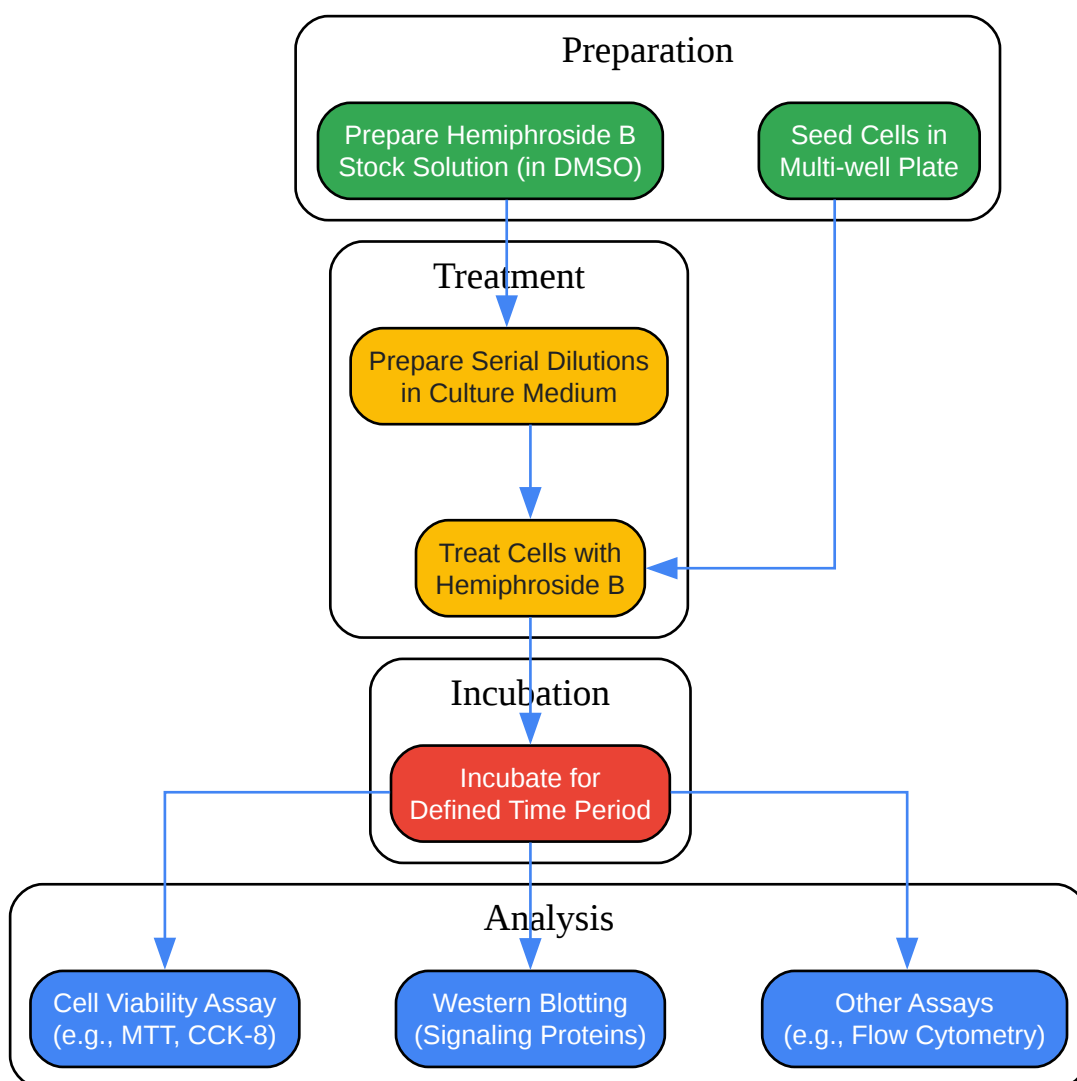 Preparation
Prepare Hemiphroside B
Stock Solution (in DMSO)
Seed Cells in
Multi-well Plate
Treatment
Prepare Serial Dilutions
in Culture Medium
Treat Cells with
Hemiphroside B
Incubation
Incubate for
Defined Time Period
Analysis
Cell Viability Assay
(e.g., MTT, CCK-8)
Western Blotting
(Signaling Proteins)
Other Assays
(e.g., Flow Cytometry)